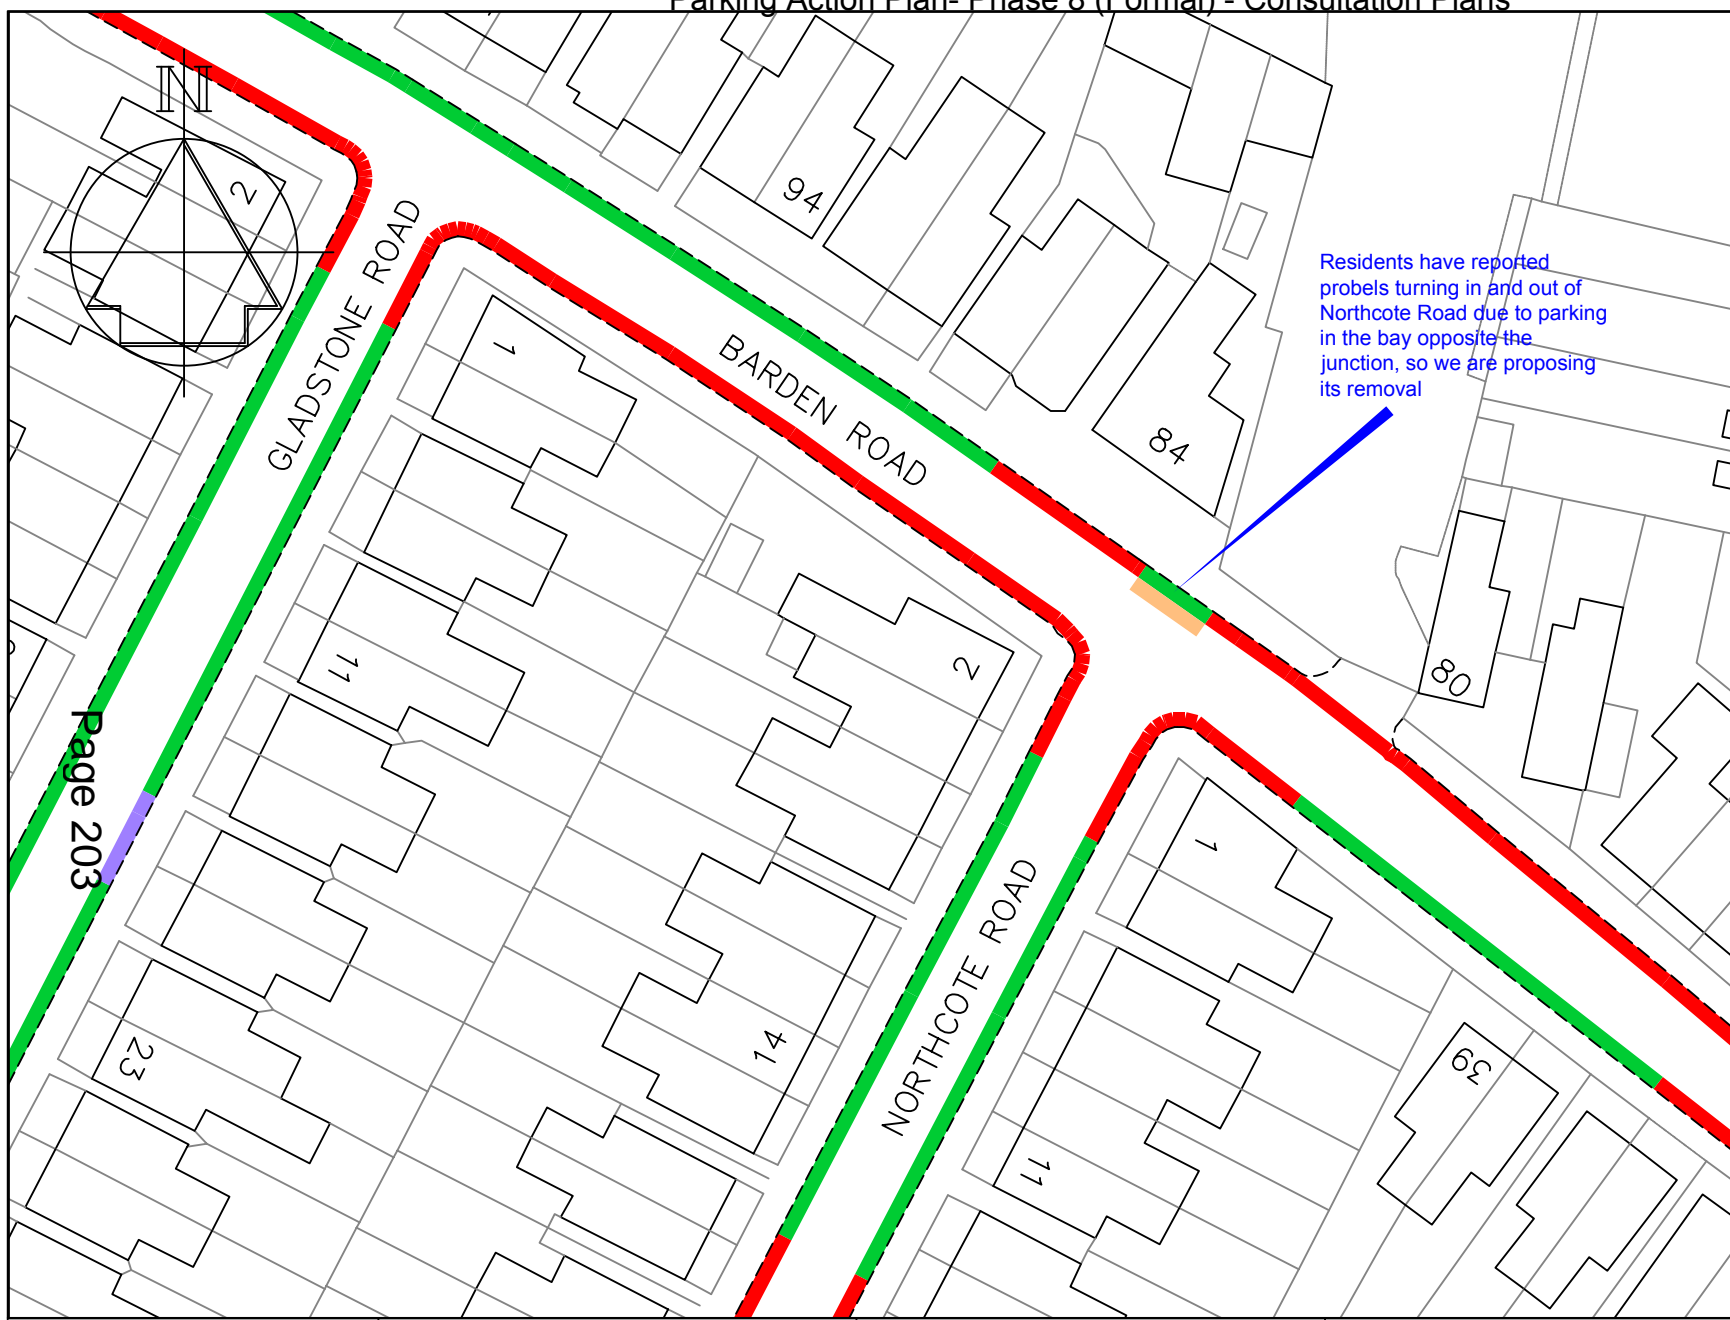 Parking Action Plan- Phase 8 (Formal) - Consultation Plans
N
2
94
GLADSTONE ROAD
Residents have reported
probels turning in and out of
Northcote Road due to parking
in the bay opposite the
junction, so we are proposing
its removal
1
BARDEN ROAD
84
11
2
80
Page 203
1
NORTHCOTE ROAD
14
23
39
11